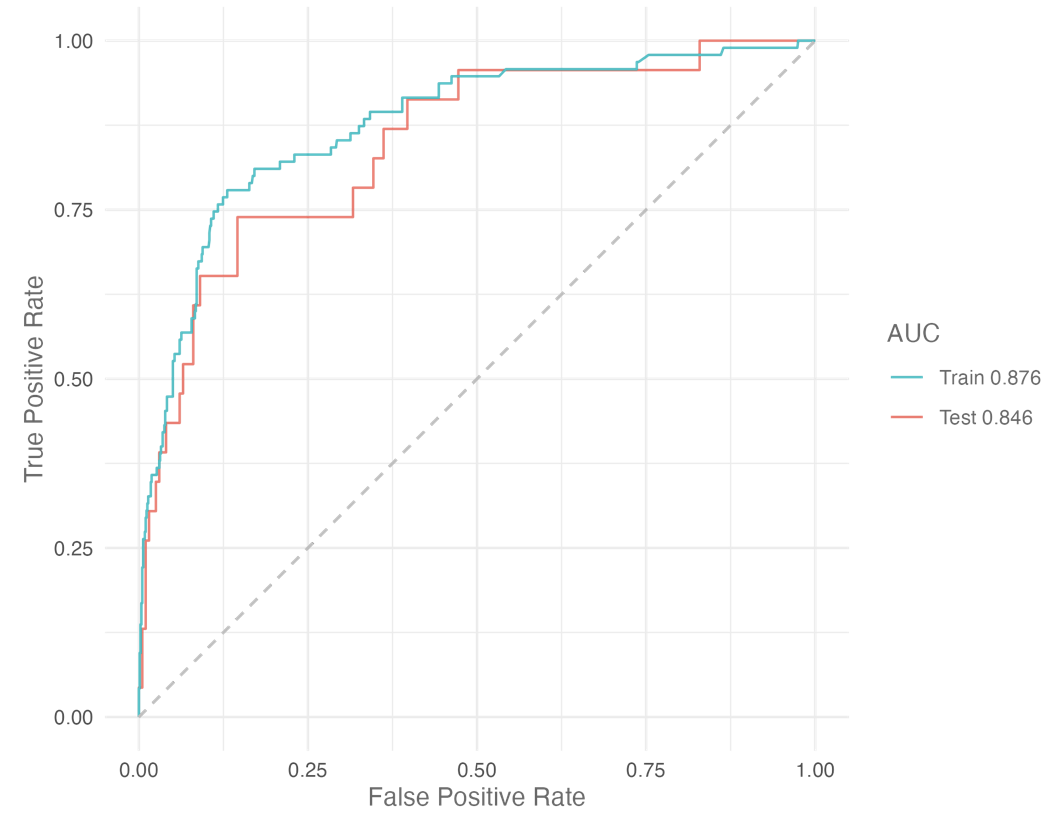 1.00
0.75
0.50
0.25
0.00
True Positive Rate
0.00 0.25 0.50 0.75 1.00
False Positive Rate
AUC
Train 0.876
Test 0.846